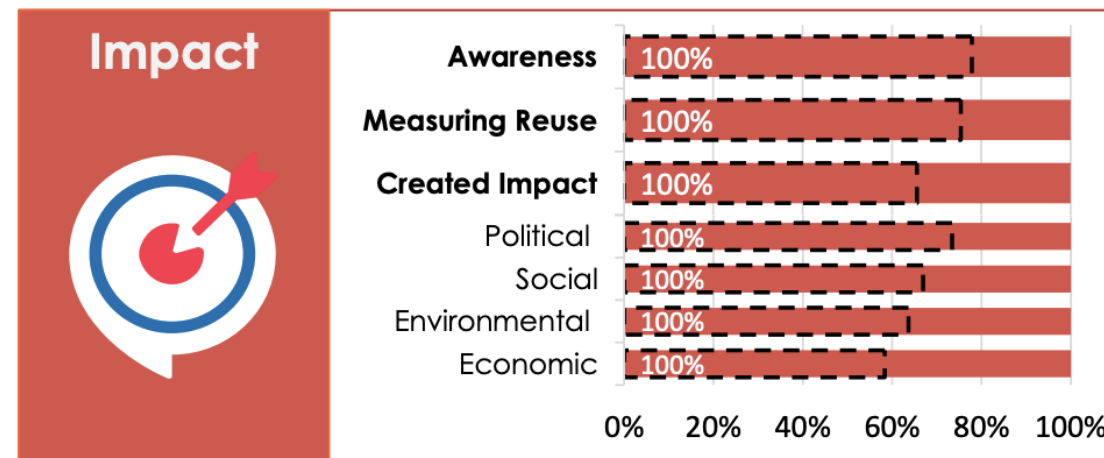 Impact
Awareness 100%
Measuring Reuse 100%
Created Impact 100%
Political 100%
Social 100%
Environmental 100%
Economic 100%
0% 20% 40% 60% 80% 100%